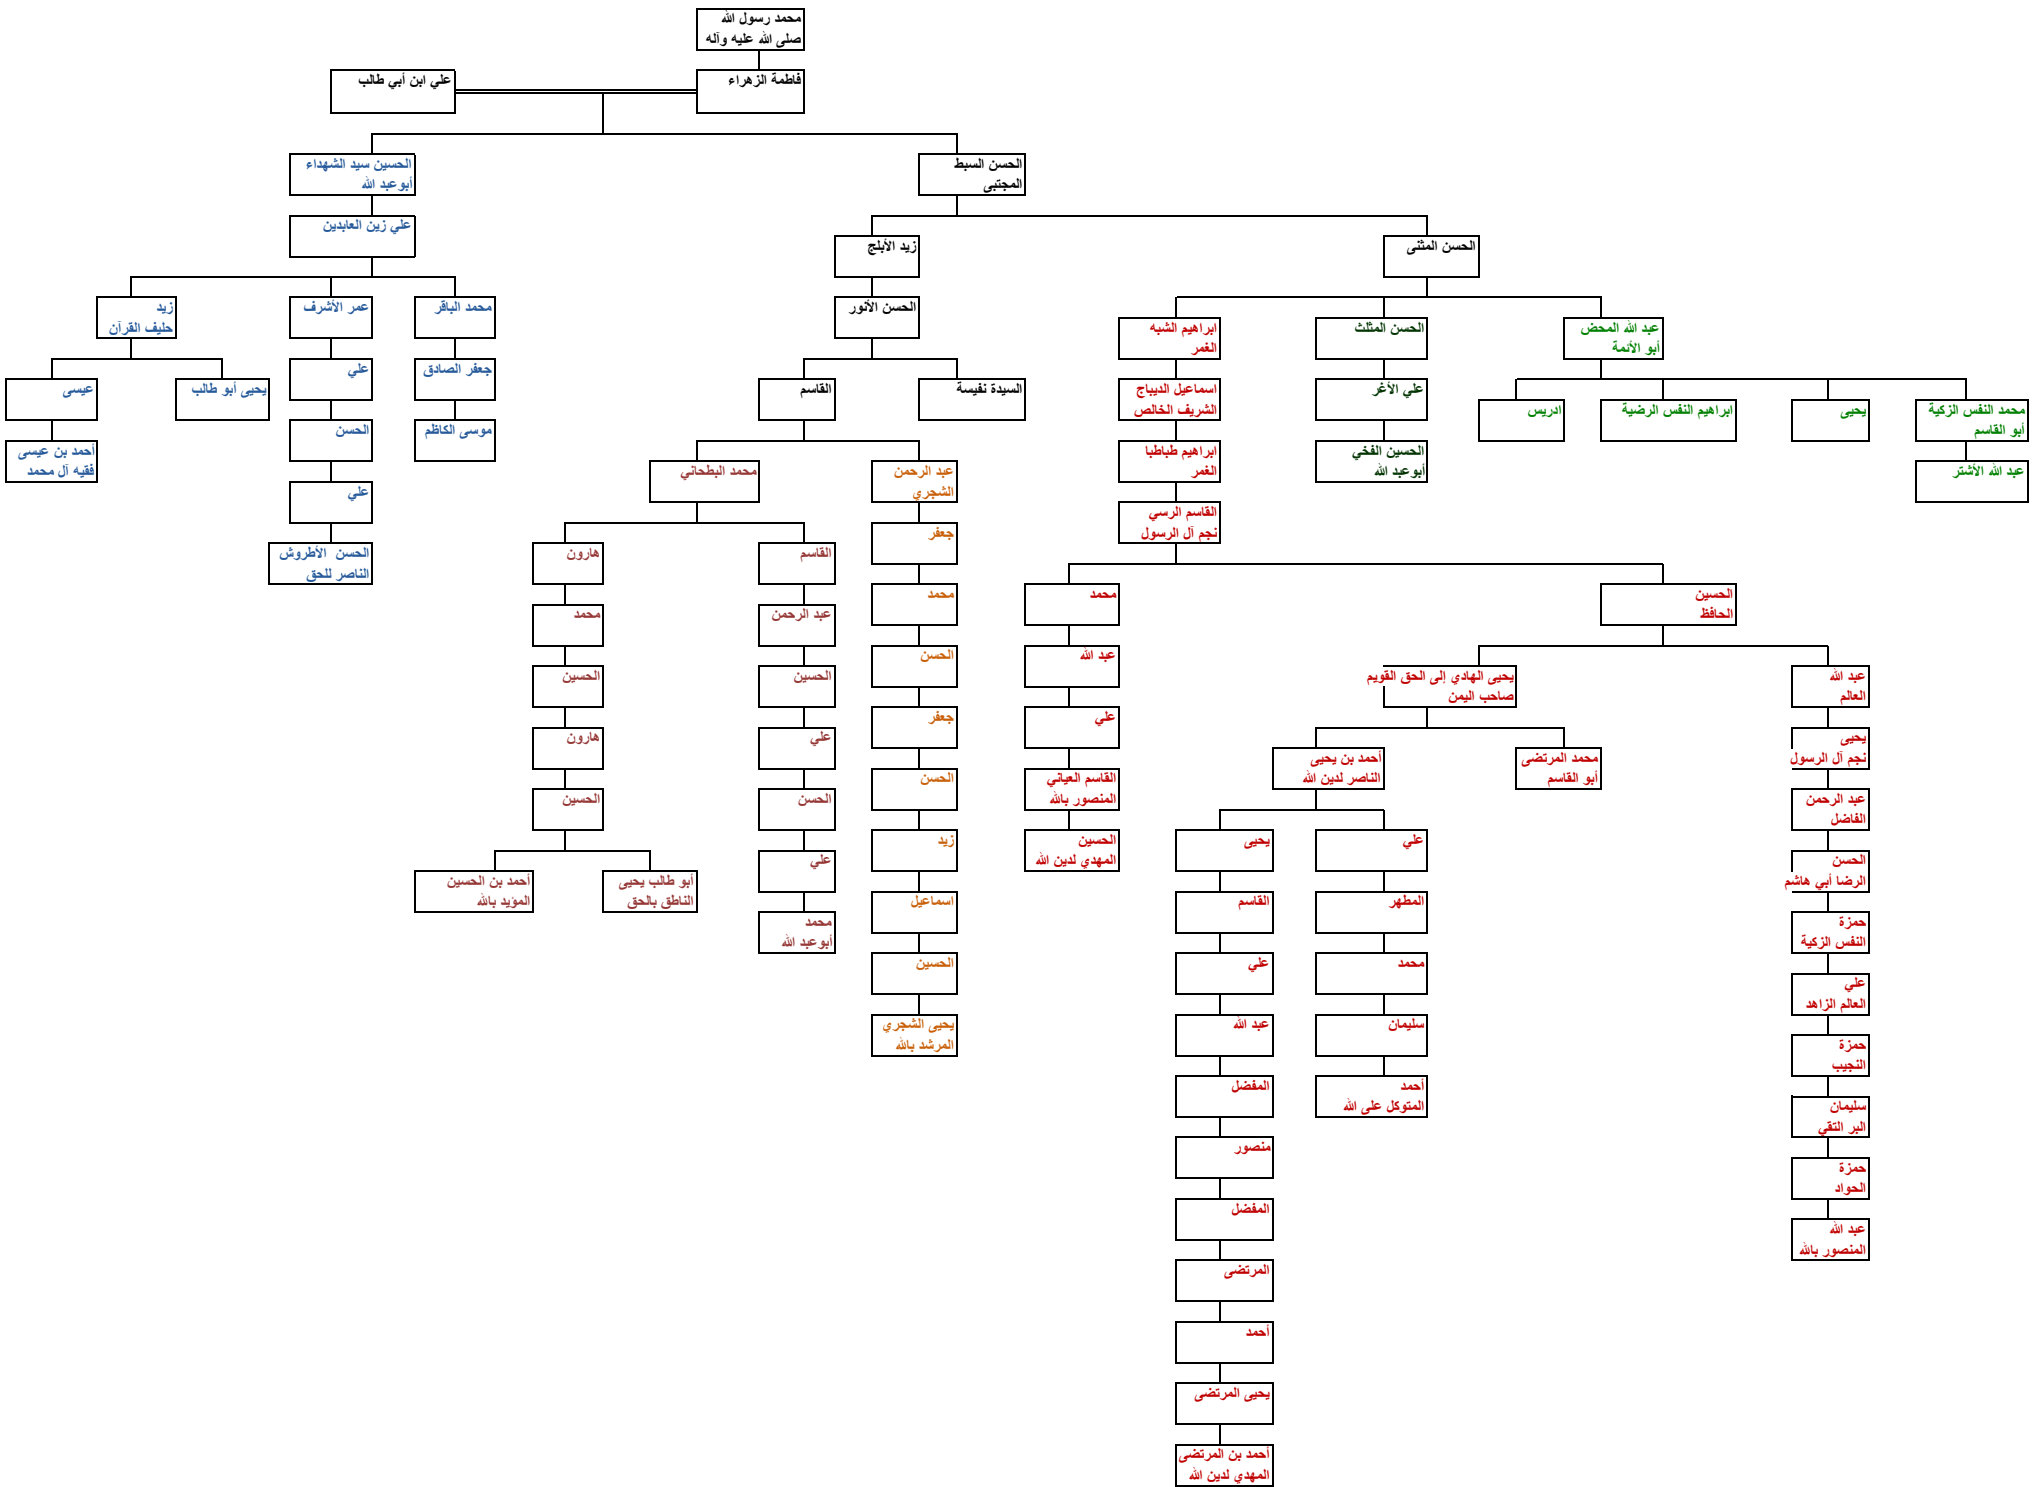 محمد رسول الله
صلى الله عليه وآله
فاطمة الزهراء
علي ابن أبي طالب
الحسن السبط
المجتبى
الحسين سيد الشهداء
أبوعبد الله
علي زين العابدين
الحسن المثنى
زيد الأبلج
محمد الباقر
عمر الأشرف
زيد
حليف القرآن
الحسن الأنور
عبد الله المحض
أبو الأئمة
الحسن المثلث
ابراهيم الشبه
الغمر
جعفر الصادق
علي
يحيى أبو طالب
عيسى
السيدة نفيسة
القاسم
اسماعيل الديباج
الشريف الخالص
علي الأغر
محمد النفس الزكية
أبو القاسم
يحيى
ابراهيم النفس الرضية
ادريس
موسى الكاظم
الحسن
أحمد بن عيسى
فقيه آل محمد
الحسين الفخي
أبوعبد الله
ابراهيم طباطبا
الغمر
عبد الله الأشتر
عبد الرحمن
الشجري
محمد البطحاني
علي
القاسم الرسي
نجم آل الرسول
الحسن  الأطروش
الناصر للحق
جعفر
القاسم
هارون
الحسين
الحافظ
محمد
محمد
عبد الرحمن
محمد
عبد الله
الحسن
الحسين
الحسين
عبد الله
العالم
يحيى الهادي إلى الحق القويم
صاحب اليمن
علي
جعفر
علي
هارون
يحيى
نجم آل الرسول
محمد المرتضى
أبو القاسم
أحمد بن يحيى
الناصر لدين الله
القاسم العياني
المنصور بالله
الحسن
الحسن
الحسين
عبد الرحمن
الفاضل
علي
يحيى
الحسين
المهدي لدين الله
زيد
علي
أبو طالب يحيى
الناطق بالحق
أحمد بن الحسين
المؤيد بالله
الحسن
الرضا أبي هاشم
المطهر
القاسم
اسماعيل
محمد
أبوعبد الله
حمزة
النفس الزكية
محمد
علي
الحسين
علي
العالم الزاهد
سليمان
عبد الله
يحيى الشجري
المرشد بالله
حمزة
النجيب
أحمد
المتوكل على الله
المفضل
سليمان
البر التقي
منصور
حمزة
الجواد
المفضل
عبد الله
المنصور بالله
المرتضى
أحمد
يحيى المرتضى
أحمد بن المرتضى
المهدي لدين الله